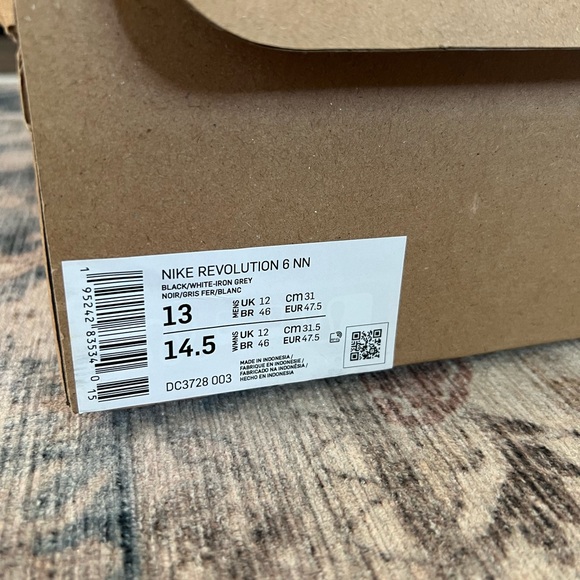 NIKE REVOLUTION 6 NN
BLACK/WHITE-IRON GREY
NOIR/GRIS FER/BLANC
13 MENS UK 12 CM 31
BR 46 EUR 47.5
14.5 WMNS UK 12 CM 31.5
BR 46 EUR 47.5
DC3728 003
MADE IN INDONESIA /
FABRIQUE EN INDONESIE /
FABRICADO NA INDONÉSIA /
HECHO EN INDONESIA
1 95242 83534 0 15